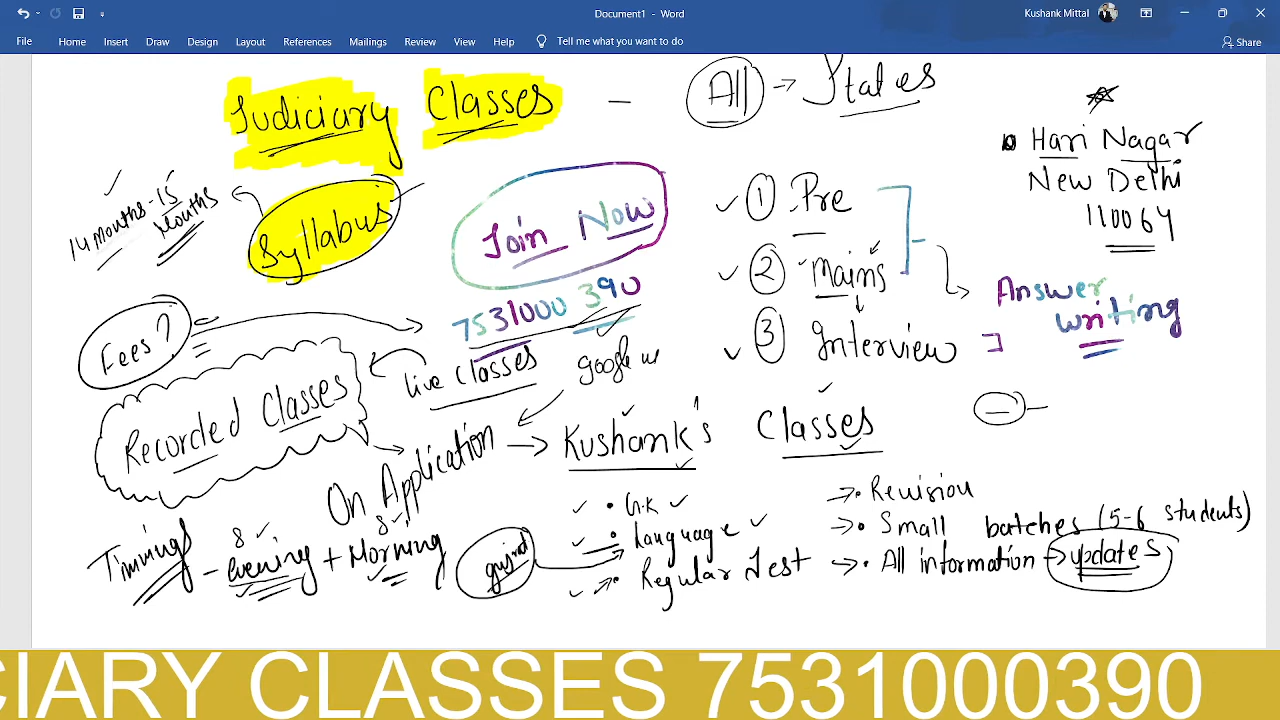 Document1 - Word
Kushank Mittal
File Home Insert Draw Design Layout References Mailings Review View Help Tell me what you want to do
Share
Judiciary Classes - All → States
Hari Nagar
New Delhi
110064
14 months - 15 months
Syllabus
Join Now
7531000 390
① Pre
② Mains
③ Interview
Answer
writing
Fees?
live classes
google
Recorded Classes
On Application → Kushank's Classes
Timings - 8 evening + 8 Morning
• G.K
• Language
gujrat
• Regular Test
→ • Revision
→ • Small batches (5-6 students)
→ • All information → updates
CIARY CLASSES 7531000390